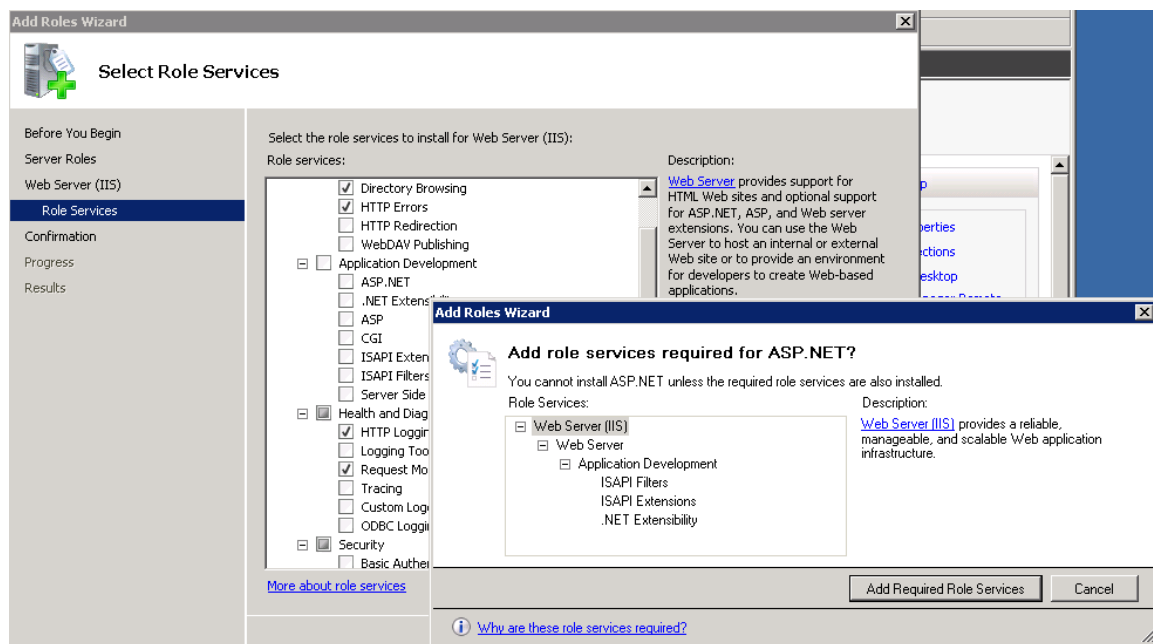 Add Roles Wizard
Select Role Services
Before You Begin
Server Roles
Web Server (IIS)
Role Services
Confirmation
Progress
Results
Select the role services to install for Web Server (IIS):
Role services:
Directory Browsing
HTTP Errors
HTTP Redirection
WebDAV Publishing
Application Development
ASP.NET
.NET
ASP
CGI
ISAPI
ISAPI Filters
Server Side
Health and
HTTP
Logging
Request
Tracing
Custom
ODBC
Security
Basic
More about role services
Description:
Web Server provides support for
HTML Web sites and optional support
for ASP.NET, ASP, and Web server
extensions. You can use the Web
Server to host an internal or external
Web site or to provide an environment
for developers to create Web-based
applications.
Add Roles Wizard
Add role services required for ASP.NET?
You cannot install ASP.NET unless the required role services are also installed.
Role Services:
Web Server (IIS)
Web Server
Application Development
ISAPI Filters
ISAPI Extensions
.NET Extensibility
Description:
Web Server (IIS) provides a reliable,
manageable, and scalable Web application
infrastructure.
Add Required Role Services
Cancel
Why are these role services required?